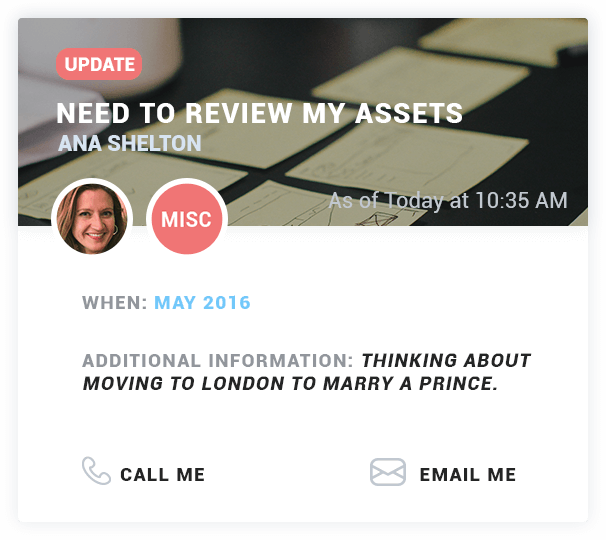 UPDATE
NEED TO REVIEW MY ASSETS
ANA SHELTON
As of Today at 10:35 AM
MISC
WHEN: MAY 2016
ADDITIONAL INFORMATION: THINKING ABOUT
MOVING TO LONDON TO MARRY A PRINCE.
CALL ME
EMAIL ME